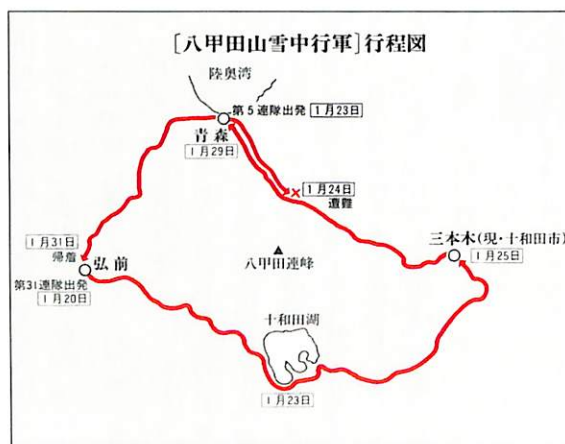 [八甲田山雪中行軍]行程図
陸奥湾
第5連隊出発 1月23日
青森
1月29日
1月24日
遭難
三本木(現・十和田市)
1月25日
1月31日
帰着
弘前
第31連隊出発
1月20日
八甲田連峰
十和田湖
1月23日